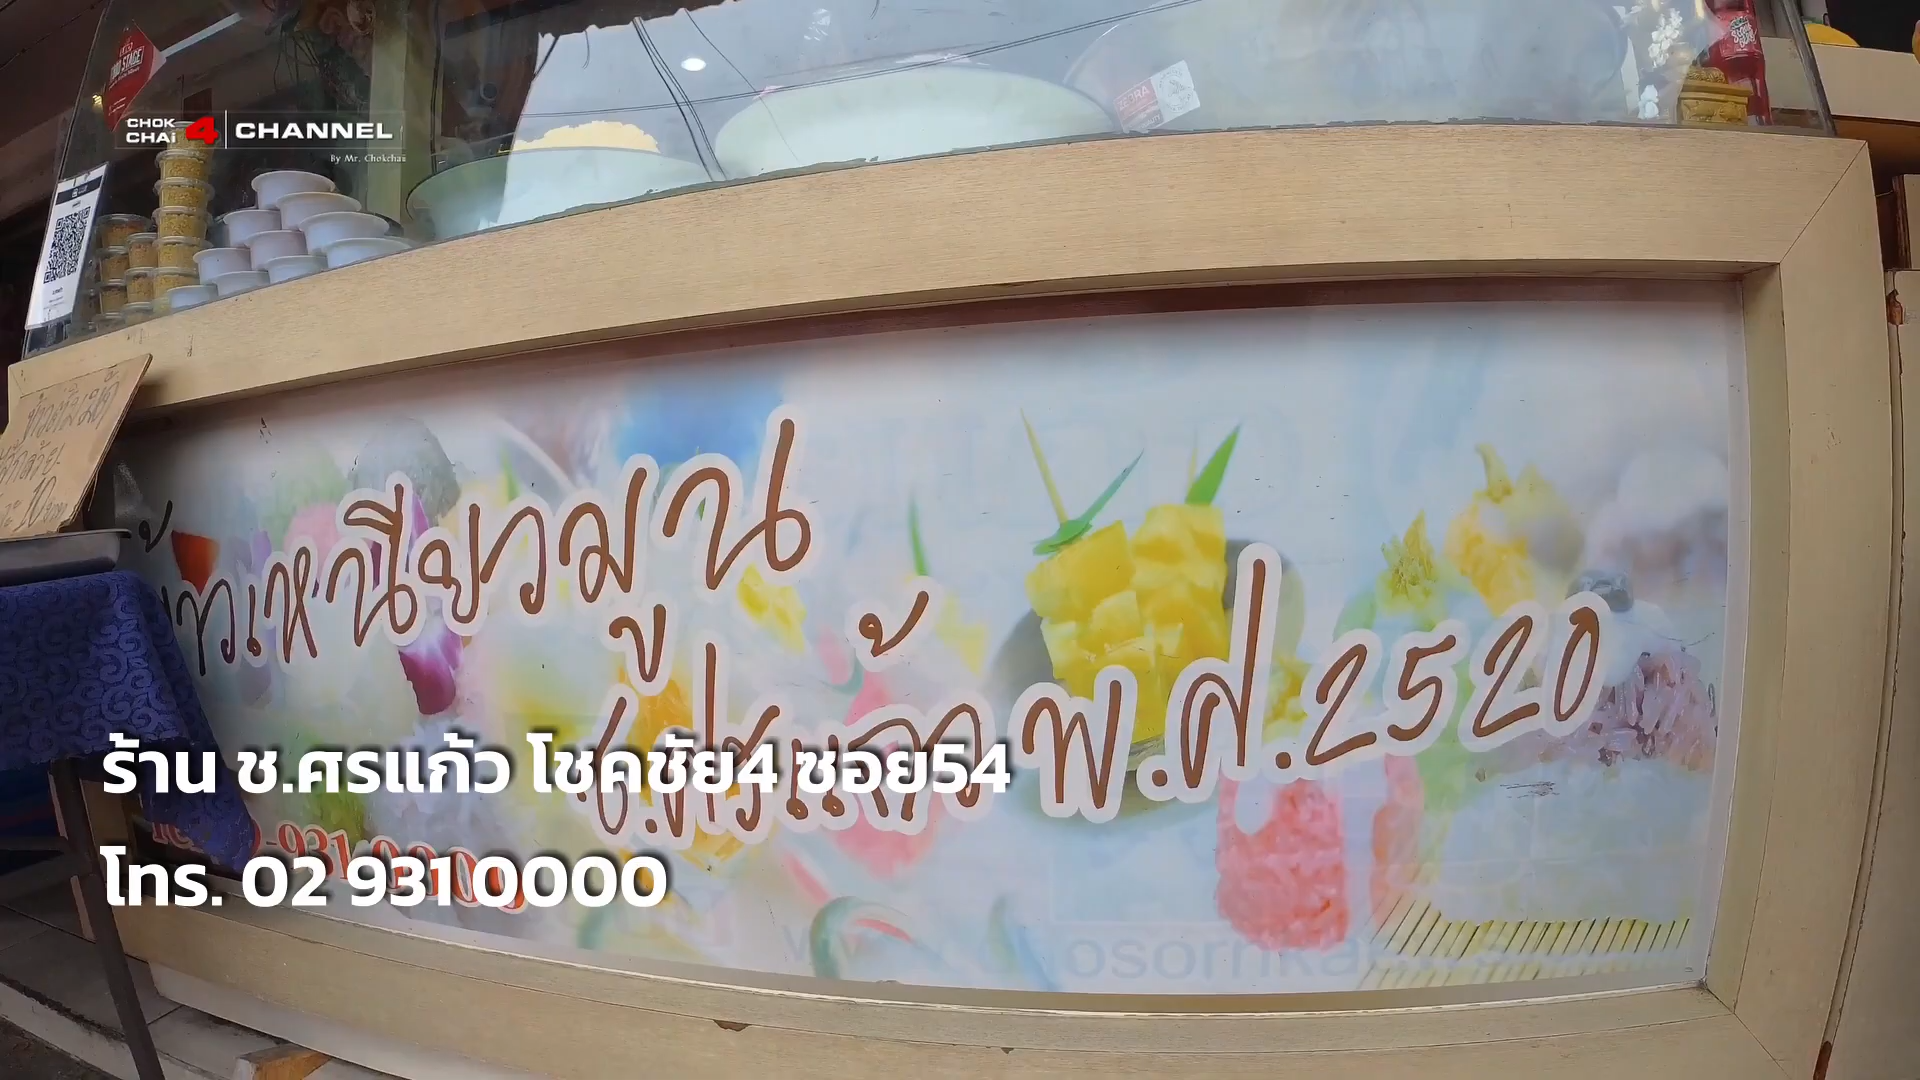 CHOK CHAi 4 CHANNEL
By Mr. Chokchai
ข้าวเหนียวมูน
ช.ศรแก้ว พ.ศ.2520
ร้าน ช.ศรแก้ว โชคชัย4 ซอย54
โทร. 02 931 0000